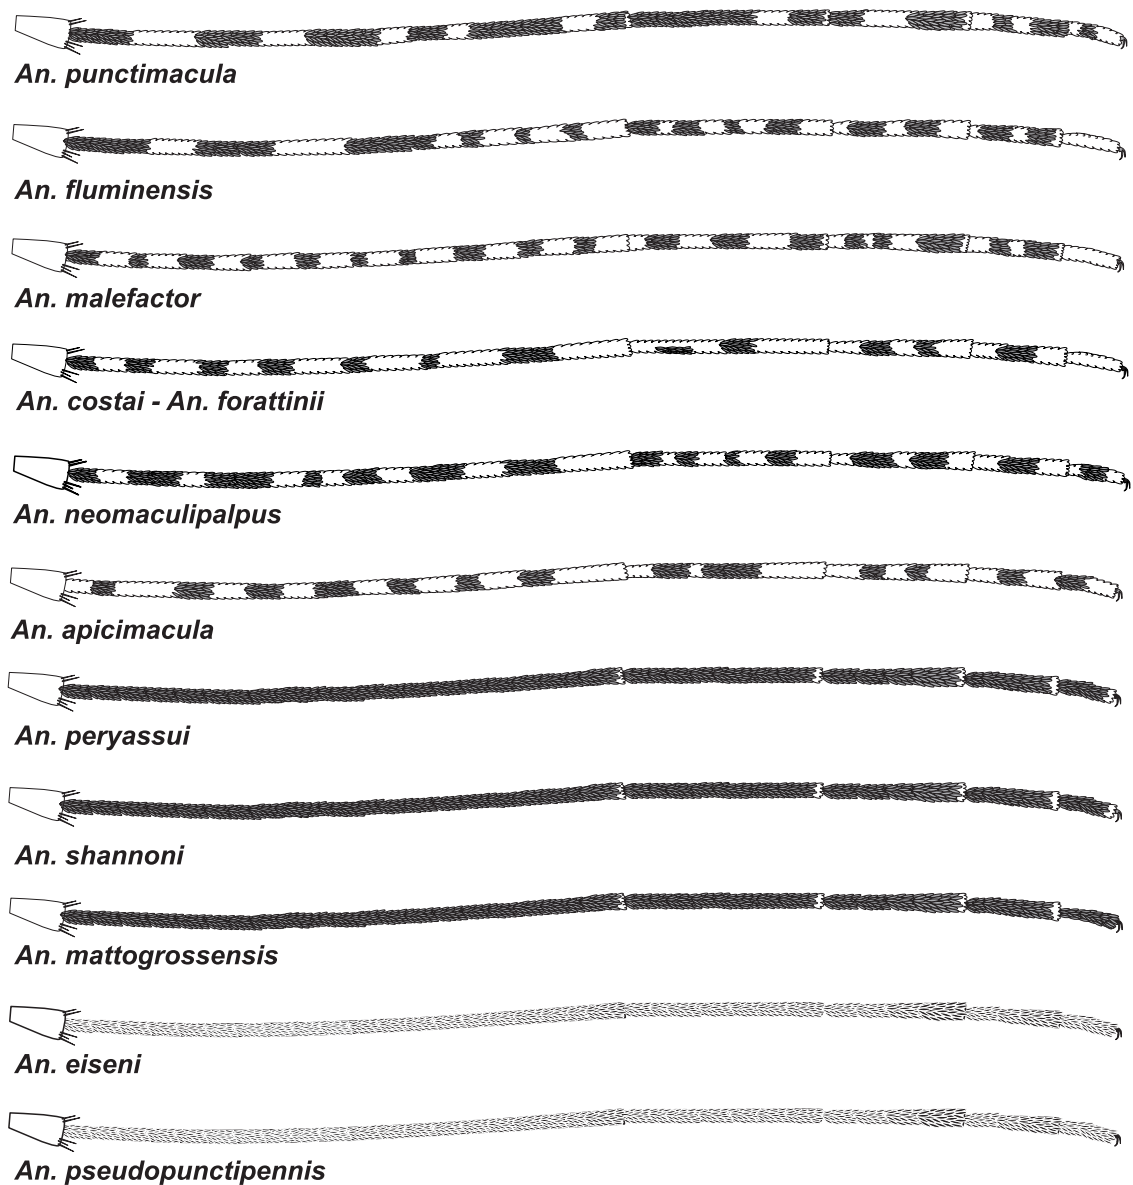 An. punctimacula
An. fluminensis
An. malefactor
An. costai - An. forattinii
An. neomaculipalpus
An. apicimacula
An. peryassui
An. shannoni
An. mattogrossensis
An. eiseni
An. pseudopunctipennis